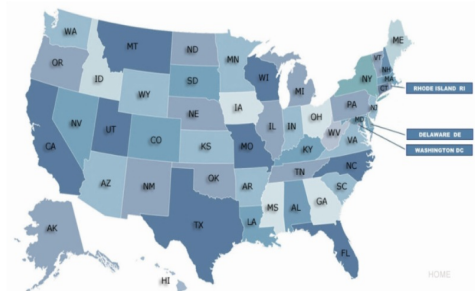 WA
MT
ND
MN
ME
VT
NH
OR
ID
SD
WI
NY
MA
CT
RHODE ISLAND RI
WY
MI
IA
PA
NJ
NE
NV
UT
OH
IL
IN
MD
DELAWARE DE
CA
CO
WV
VA
WASHINGTON DC
KS
MO
KY
NC
TN
AZ
NM
OK
AR
SC
MS
AL
GA
TX
LA
AK
FL
HI
HOME